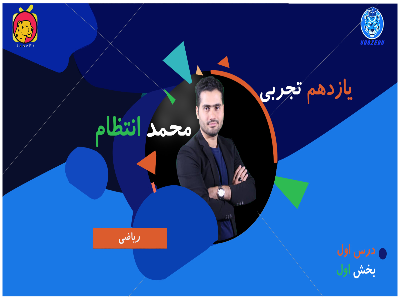 یازدهم تجربی
محمد انتظام
ریاضی
درس اول
بخش اول